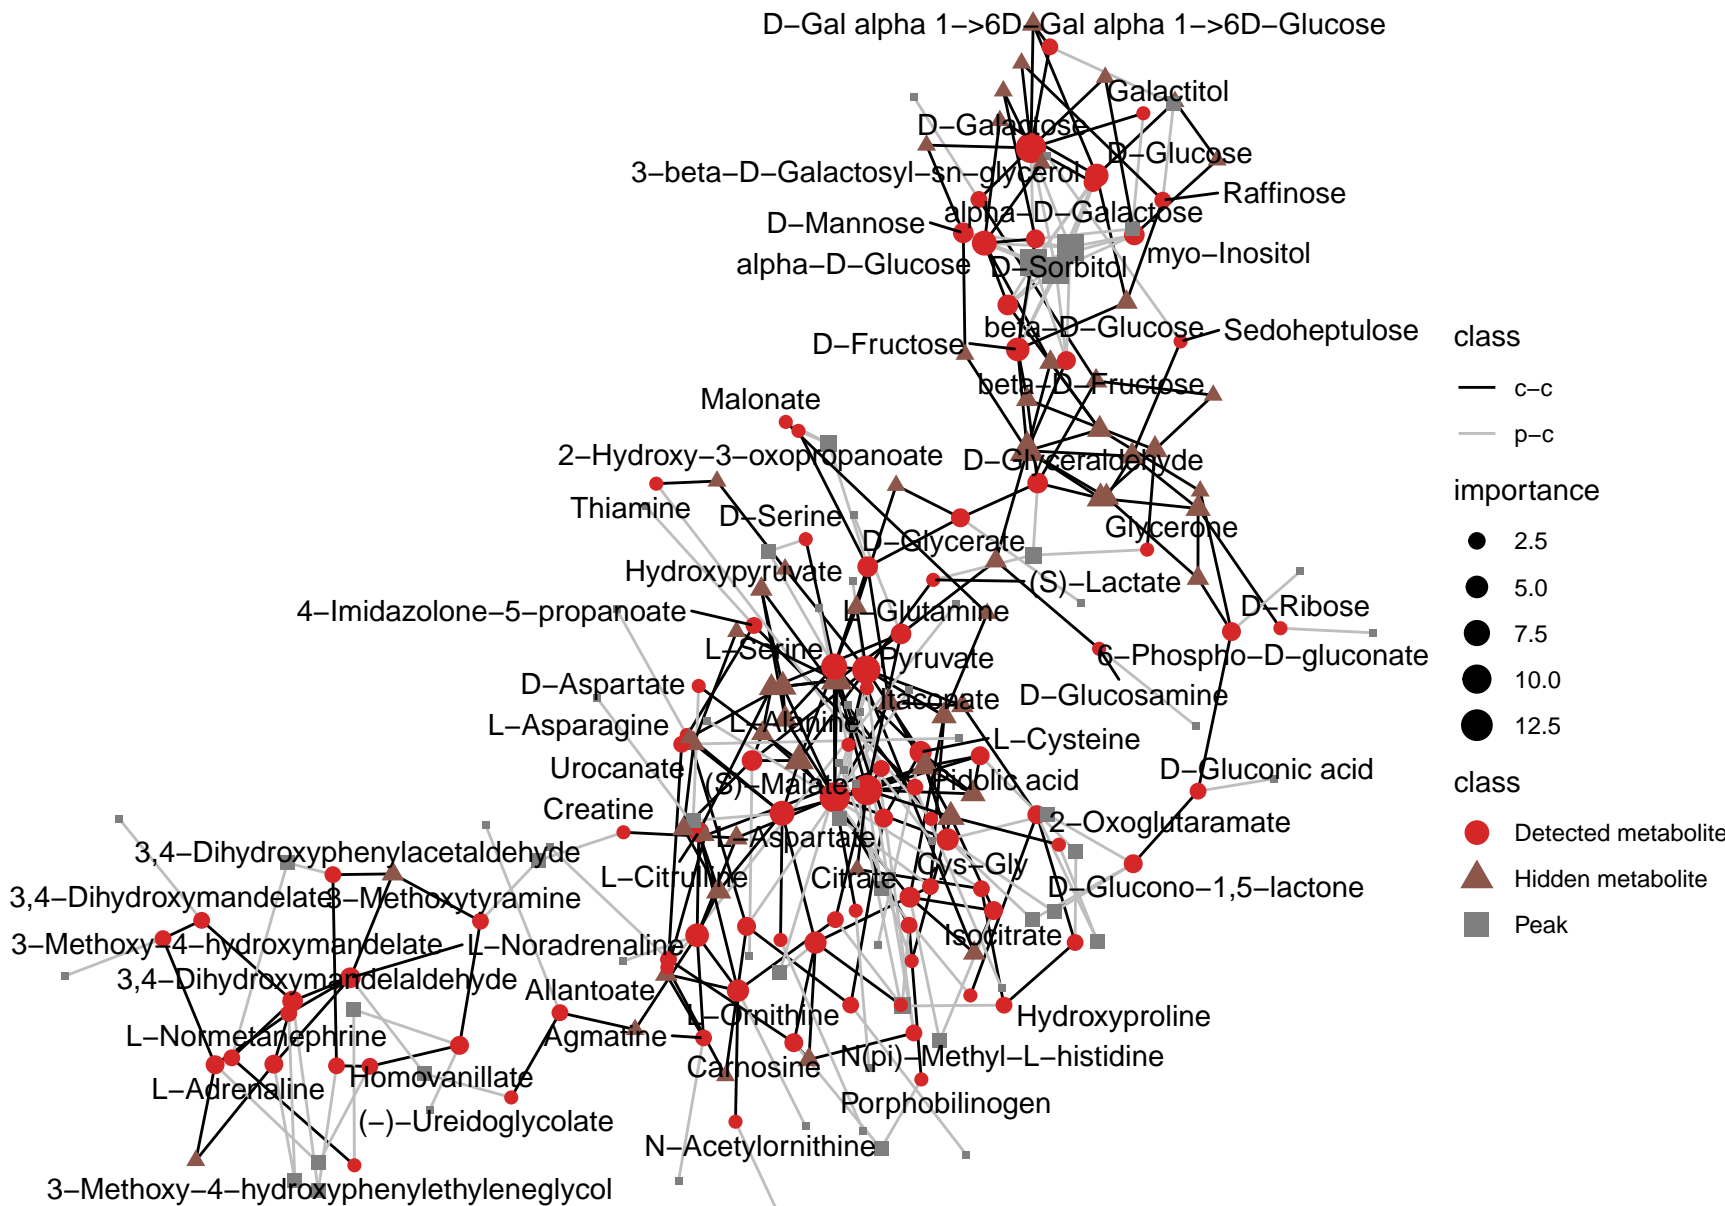 D−Gal alpha 1−>6D−Gal alpha 1−>6D−Glucose
Galactitol
D−Galactose
D−Glucose
3−beta−D−Galactosyl−sn−glycerol
Raffinose
alpha−D−Galactose
D−Mannose
myo−Inositol
alpha−D−Glucose
D−Sorbitol
beta−D−Glucose
Sedoheptulose
D−Fructose
beta−D−Fructose
Malonate
2−Hydroxy−3−oxopropanoate
D−Glyceraldehyde
Thiamine
D−Serine
Glycerone
D−Glycerate
Hydroxypyruvate
(S)−Lactate
4−Imidazolone−5−propanoate
L−Glutamine
D−Ribose
L−Serine
Pyruvate
6−Phospho−D−gluconate
D−Aspartate
Itaconate
D−Glucosamine
L−Asparagine
L−Alanine
L−Cysteine
Urocanate
(S)−Malate
Pidolic acid
D−Gluconic acid
Creatine
L−Aspartate
2−Oxoglutaramate
3,4−Dihydroxyphenylacetaldehyde
Cys−Gly
L−Citrulline
Citrate
D−Glucono−1,5−lactone
3,4−Dihydroxymandelate
3−Methoxytyramine
3−Methoxy−4−hydroxymandelate
L−Noradrenaline
Isocitrate
3,4−Dihydroxymandelaldehyde
Allantoate
L−Ornithine
Hydroxyproline
L−Normetanephrine
Agmatine
N(pi)−Methyl−L−histidine
Carnosine
L−Adrenaline
Homovanillate
Porphobilinogen
(−)−Ureidoglycolate
N−Acetylornithine
3−Methoxy−4−hydroxyphenylethyleneglycol
class
c−c
p−c
importance
2.5
5.0
7.5
10.0
12.5
class
Detected metabolite
Hidden metabolite
Peak